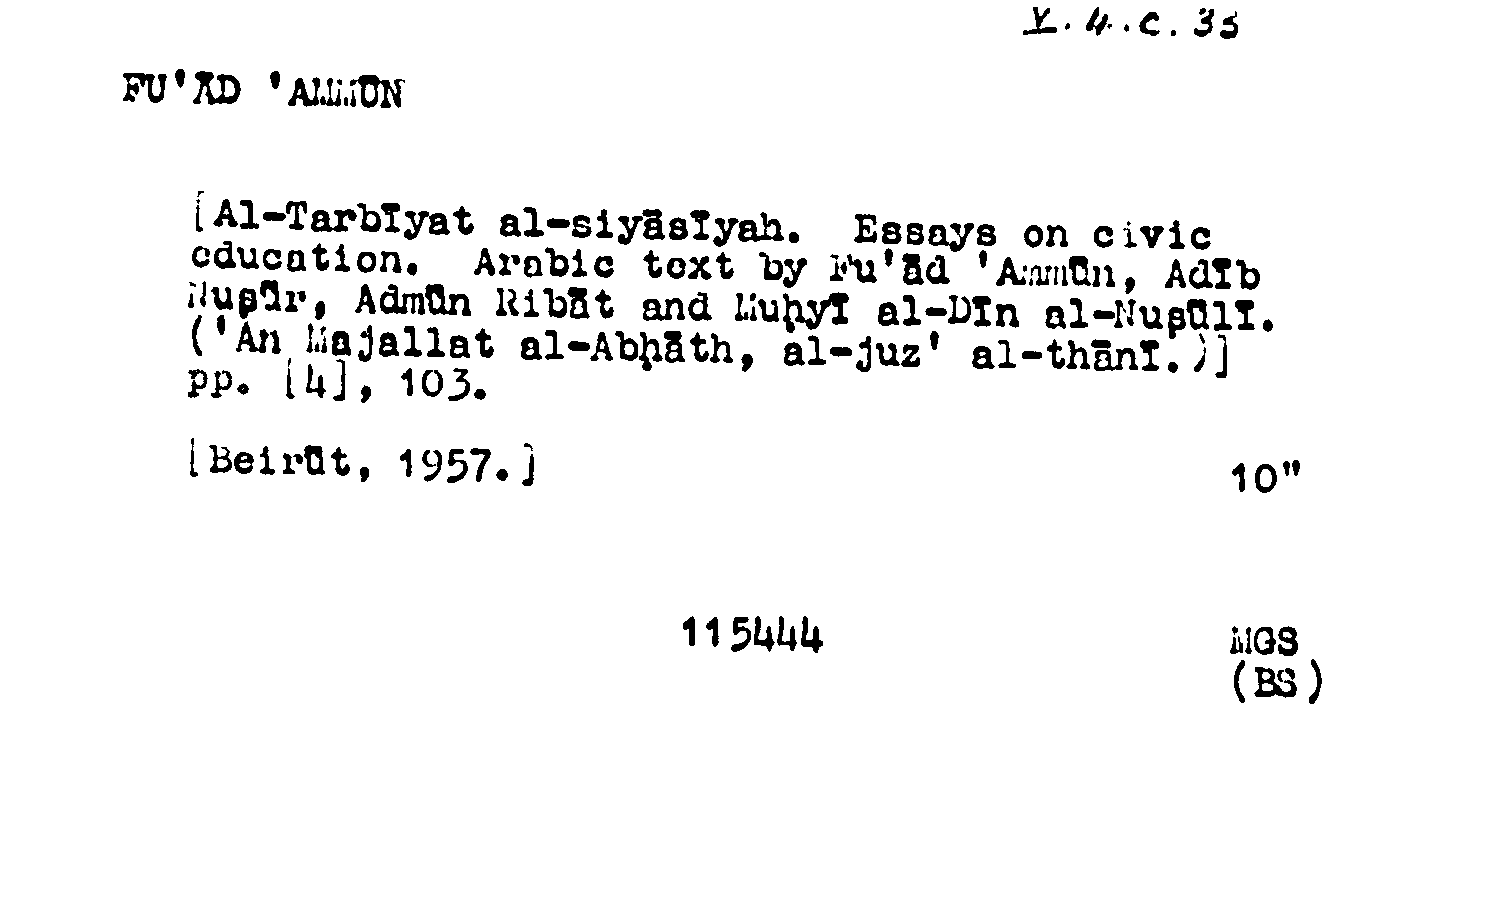 V.4.C.35
FU'ĀD 'AMMŪN
[Al-Tarbīyat al-siyāsīyah. Essays on civic
education. Arabic text by Fu'ād 'Ammūn, Adīb
Nuṣūr, Admūn Ribāt and Muḥyī al-Dīn al-Nuṣūlī.
('An Majallat al-Abḥāth, al-juz' al-thānī.)]
pp. [4], 103.
[Beirūt, 1957.]
10"
115444
MGS
(BS)